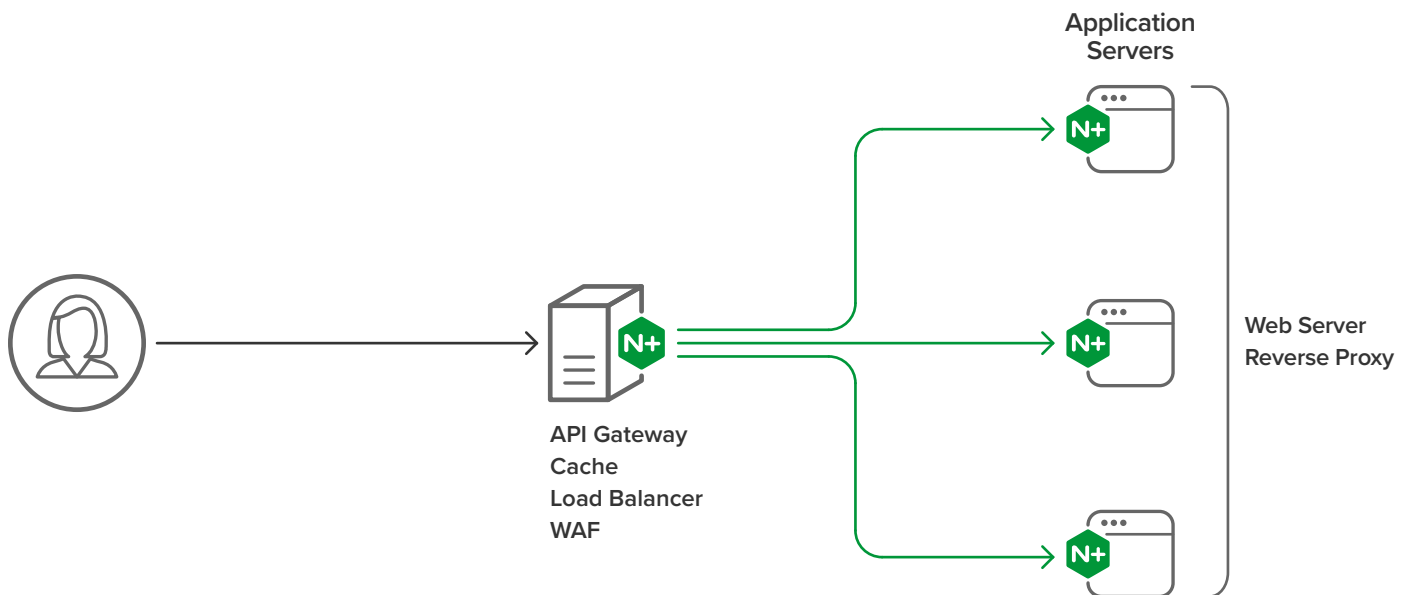 Application
Servers
N+
N+
N+
Web Server
Reverse Proxy
API Gateway
Cache
Load Balancer
WAF
N+